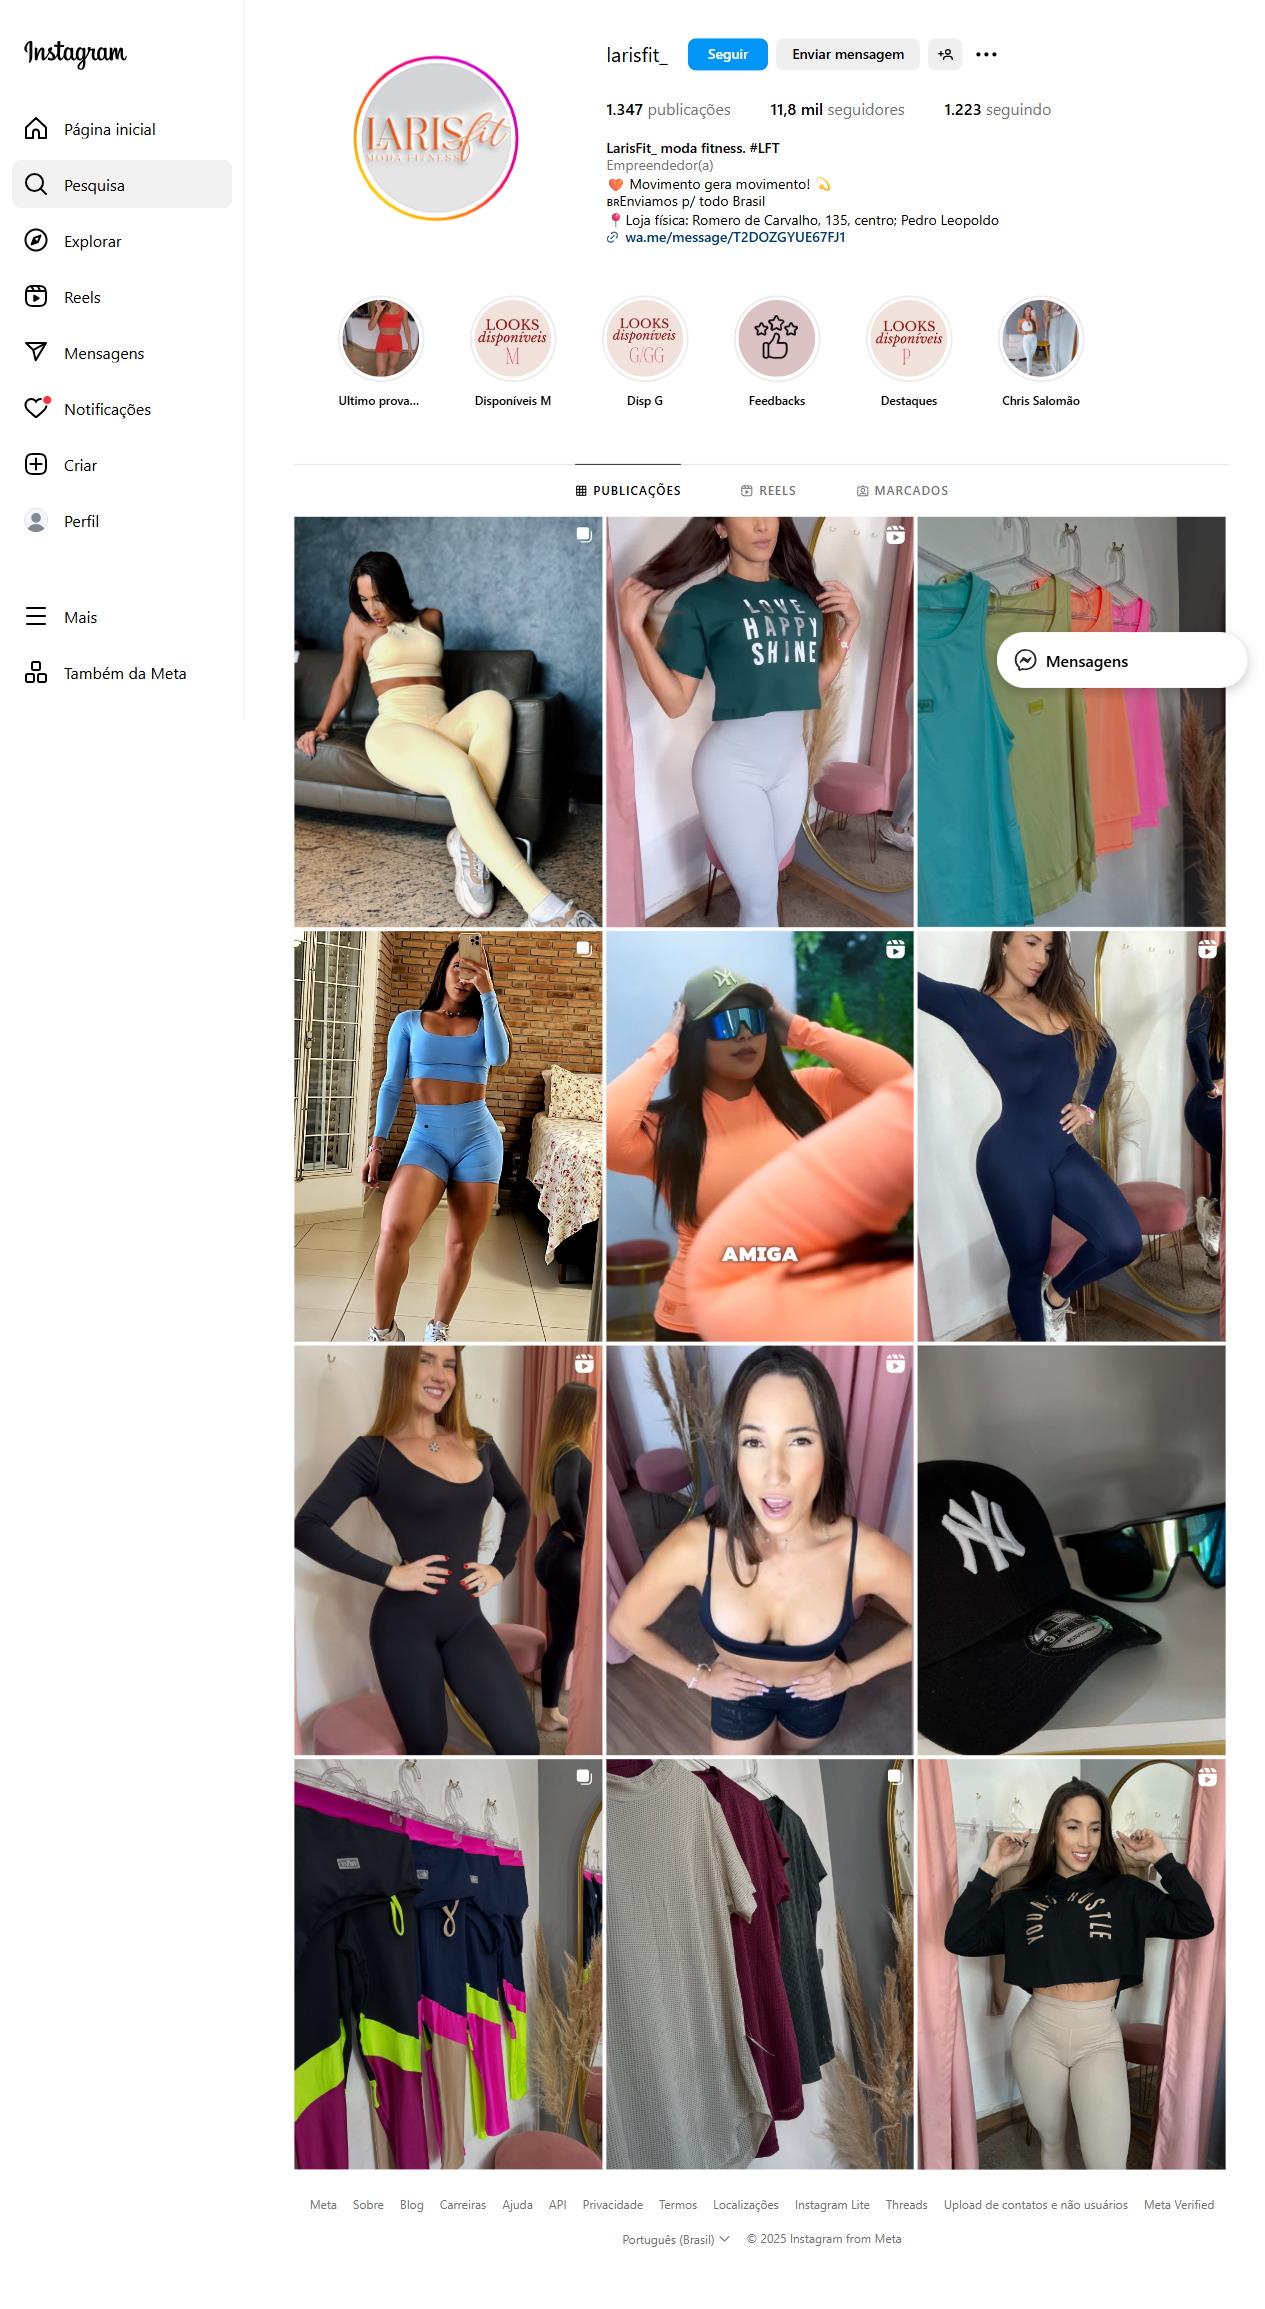 Instagram
Página inicial
Pesquisa
Explorar
Reels
Mensagens
Notificações
Criar
Perfil
Mais
Também da Meta
LARISfit
MODA FITNESS
larisfit_ Seguir Enviar mensagem
1.347 publicações 11,8 mil seguidores 1.223 seguindo
LarisFit_ moda fitness. #LFT
Empreendedor(a)
❤️ Movimento gera movimento! 💫
BREnviamos p/ todo Brasil
📍Loja física: Romero de Carvalho, 135, centro; Pedro Leopoldo
wa.me/message/T2DOZGYUE67FJ1
LOOKS
disponíveis
M
LOOKS
disponíveis
G/GG
LOOKS
disponíveis
P
Ultimo prova... Disponíveis M Disp G Feedbacks Destaques Chris Salomão
PUBLICAÇÕES REELS MARCADOS
LOVE
HAPPY
SHINE
Mensagens
NY
AMIGA
NY
YOUNG HUSTLE
Meta Sobre Blog Carreiras Ajuda API Privacidade Termos Localizações Instagram Lite Threads Upload de contatos e não usuários Meta Verified
Português (Brasil) © 2025 Instagram from Meta